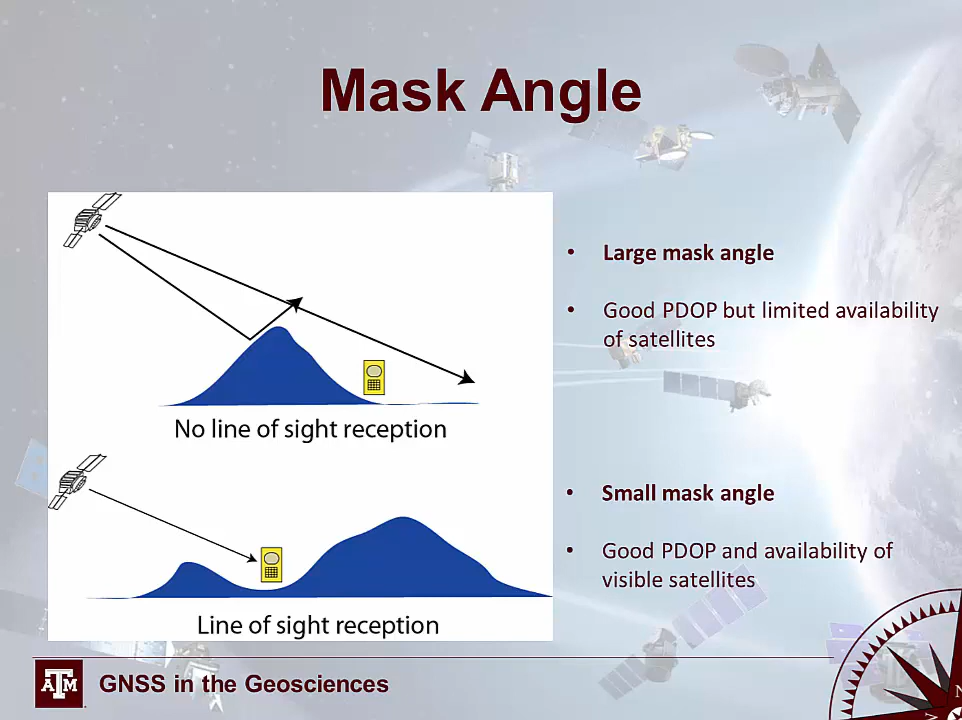 Mask Angle
• Large mask angle
• Good PDOP but limited availability
of satellites
No line of sight reception
• Small mask angle
• Good PDOP and availability of
visible satellites
Line of sight reception
ATM
GNSS in the Geosciences
N